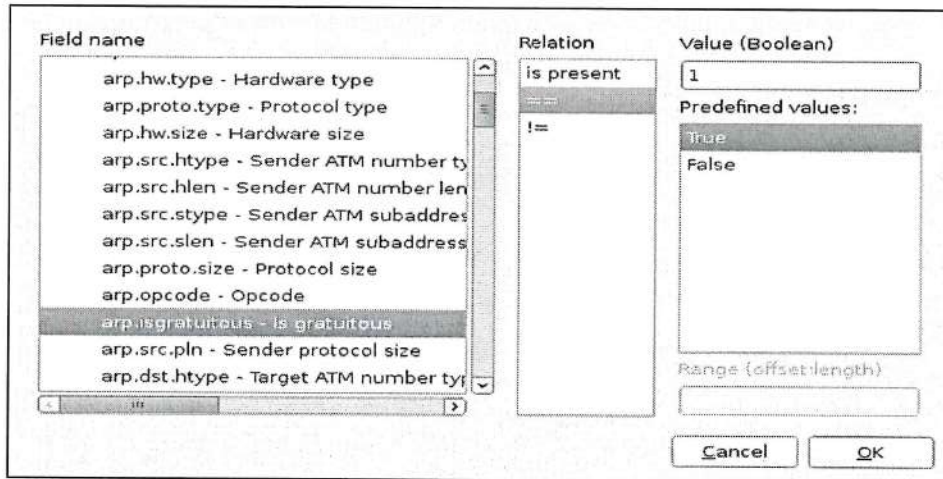 Field name
arp.hw.type - Hardware type
arp.proto.type - Protocol type
arp.hw.size - Hardware size
arp.src.htype - Sender ATM number ty
arp.src.hlen - Sender ATM number len
arp.src.stype - Sender ATM subaddres
arp.src.slen - Sender ATM subaddress
arp.proto.size - Protocol size
arp.opcode - Opcode
arp.isgratuitous - Is gratuitous
arp.src.pln - Sender protocol size
arp.dst.htype - Target ATM number typ
Relation
is present
==
!=
Value (Boolean)
1
Predefined values:
True
False
Range (offset:length)
Cancel
OK